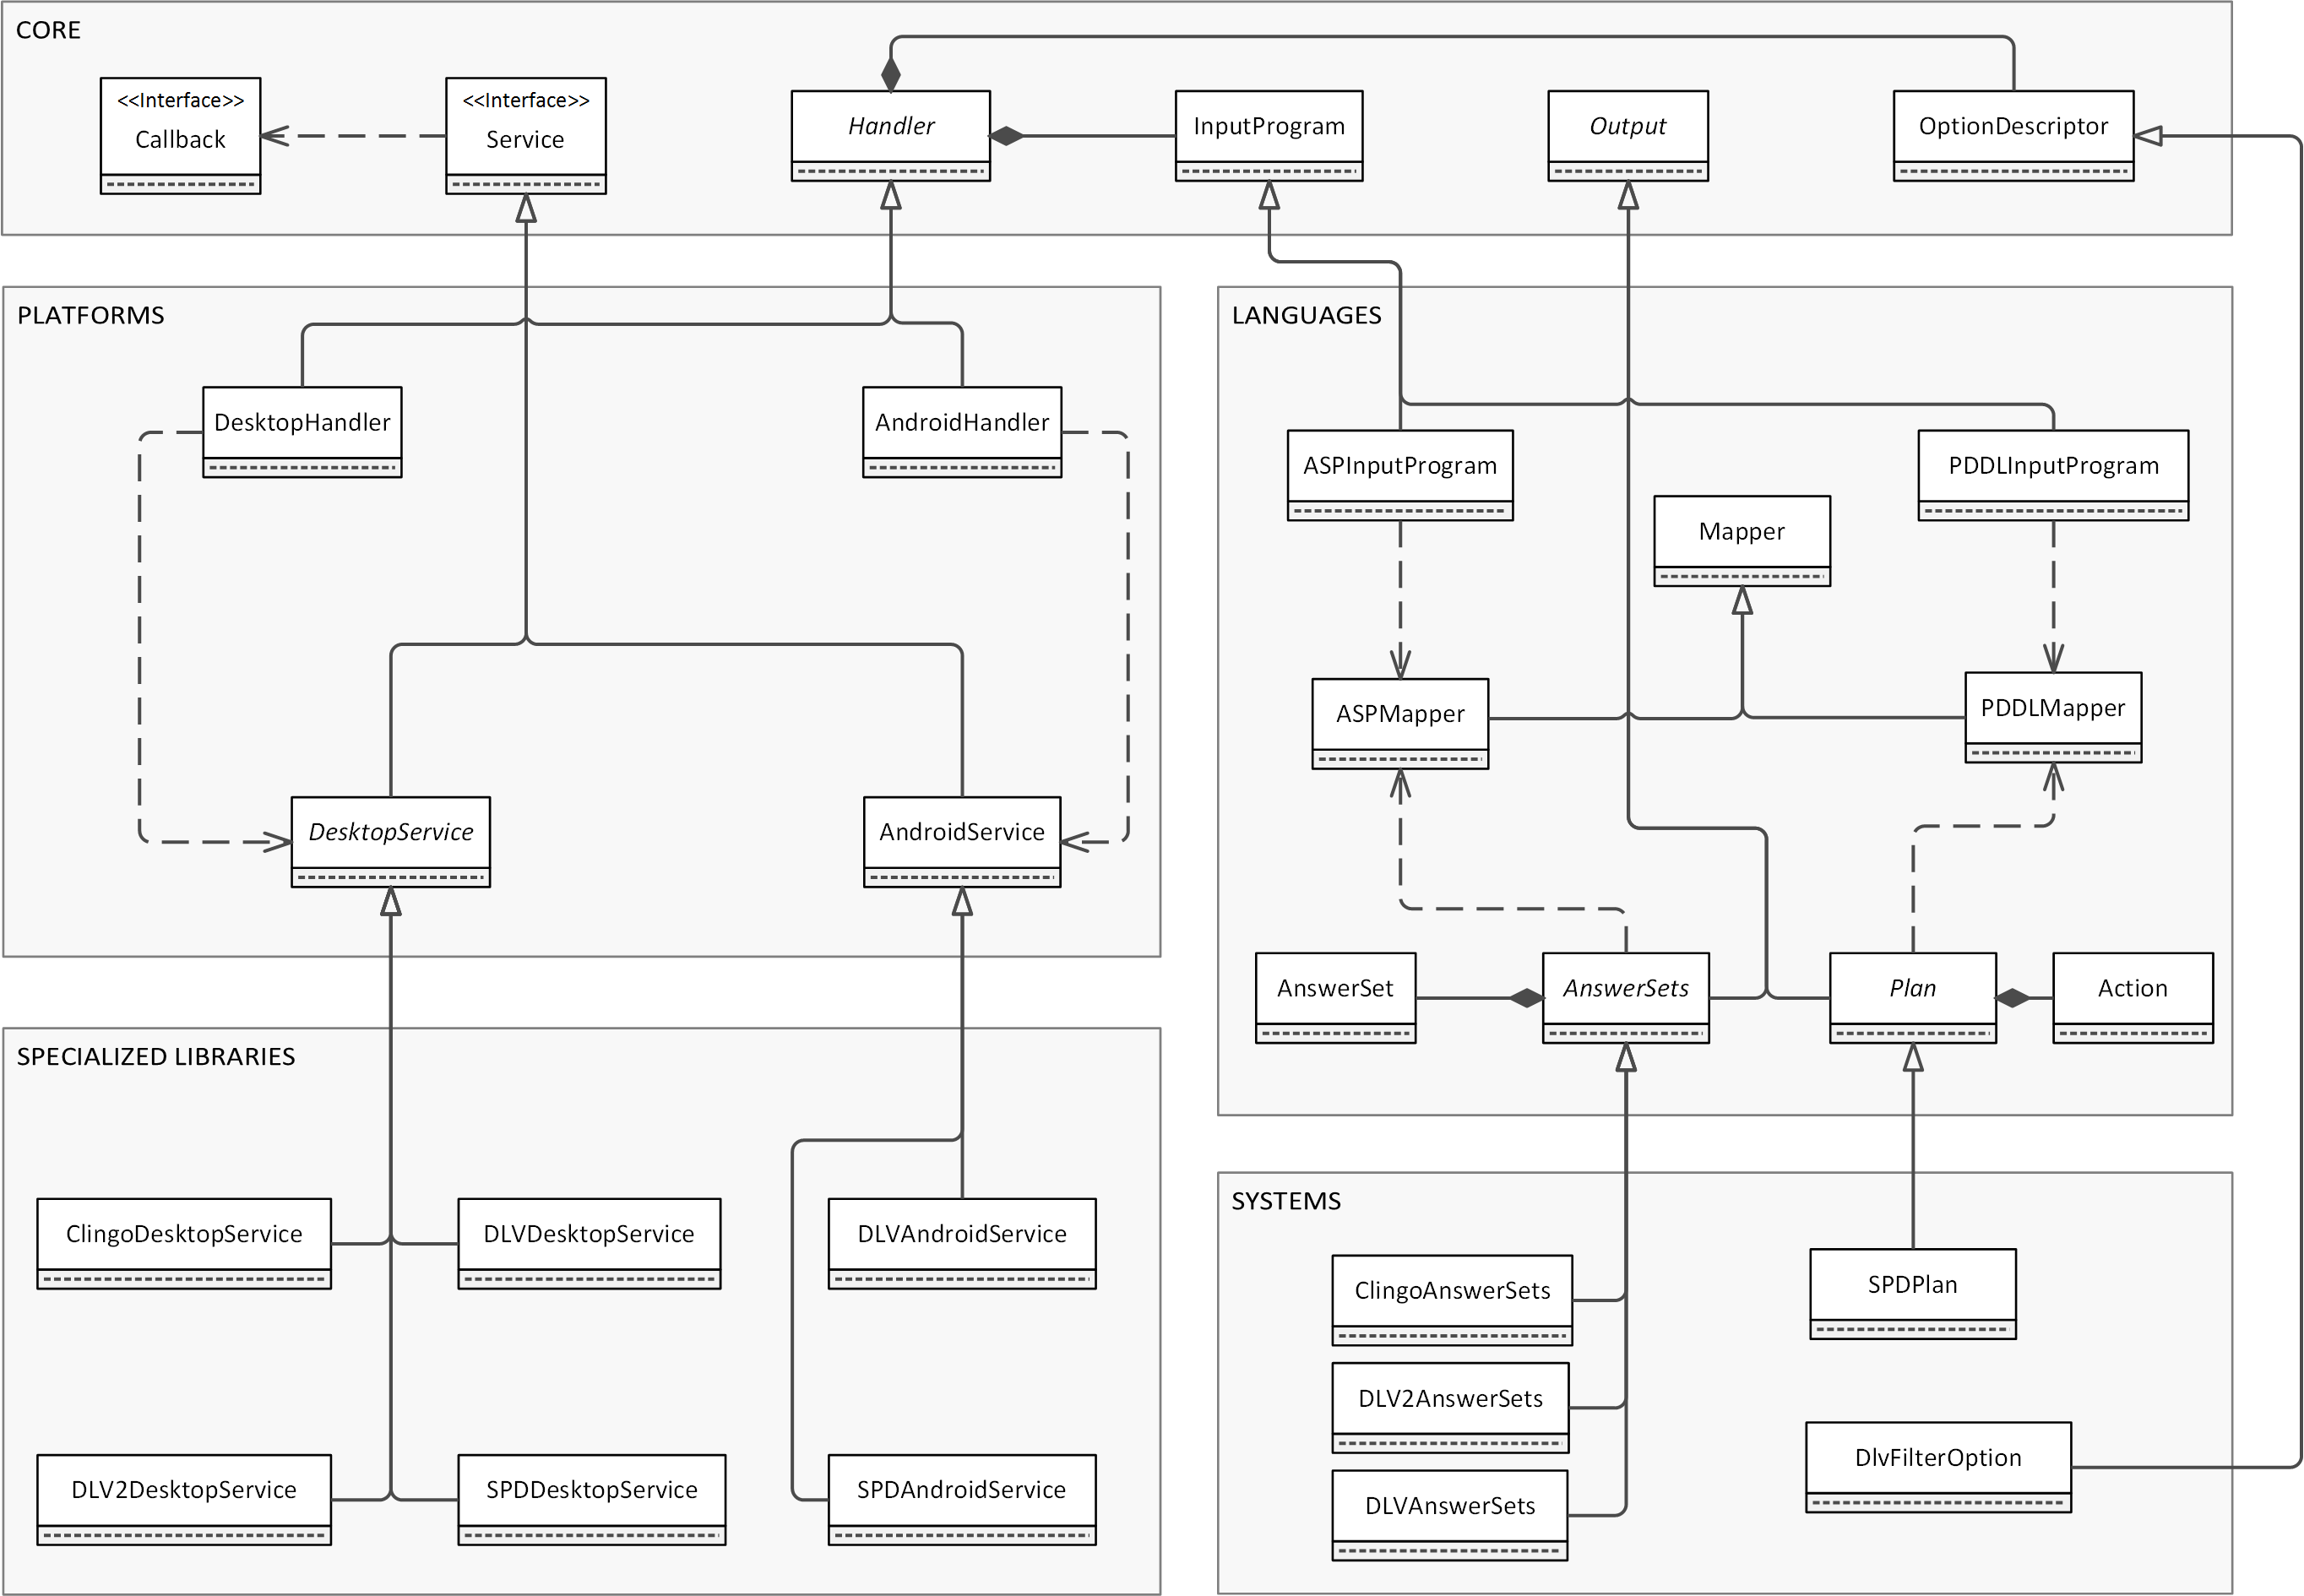 CORE
<<Interface>>
Callback
<<Interface>>
Service
Handler
InputProgram
Output
OptionDescriptor
PLATFORMS
DesktopHandler
AndroidHandler
DesktopService
AndroidService
LANGUAGES
ASPInputProgram
PDDLInputProgram
Mapper
ASPMapper
PDDLMapper
AnswerSet
AnswerSets
Plan
Action
SPECIALIZED LIBRARIES
ClingoDesktopService
DLVDesktopService
DLVAndroidService
DLV2DesktopService
SPDDesktopService
SPDAndroidService
SYSTEMS
ClingoAnswerSets
SPDPlan
DLV2AnswerSets
DlvFilterOption
DLVAnswerSets